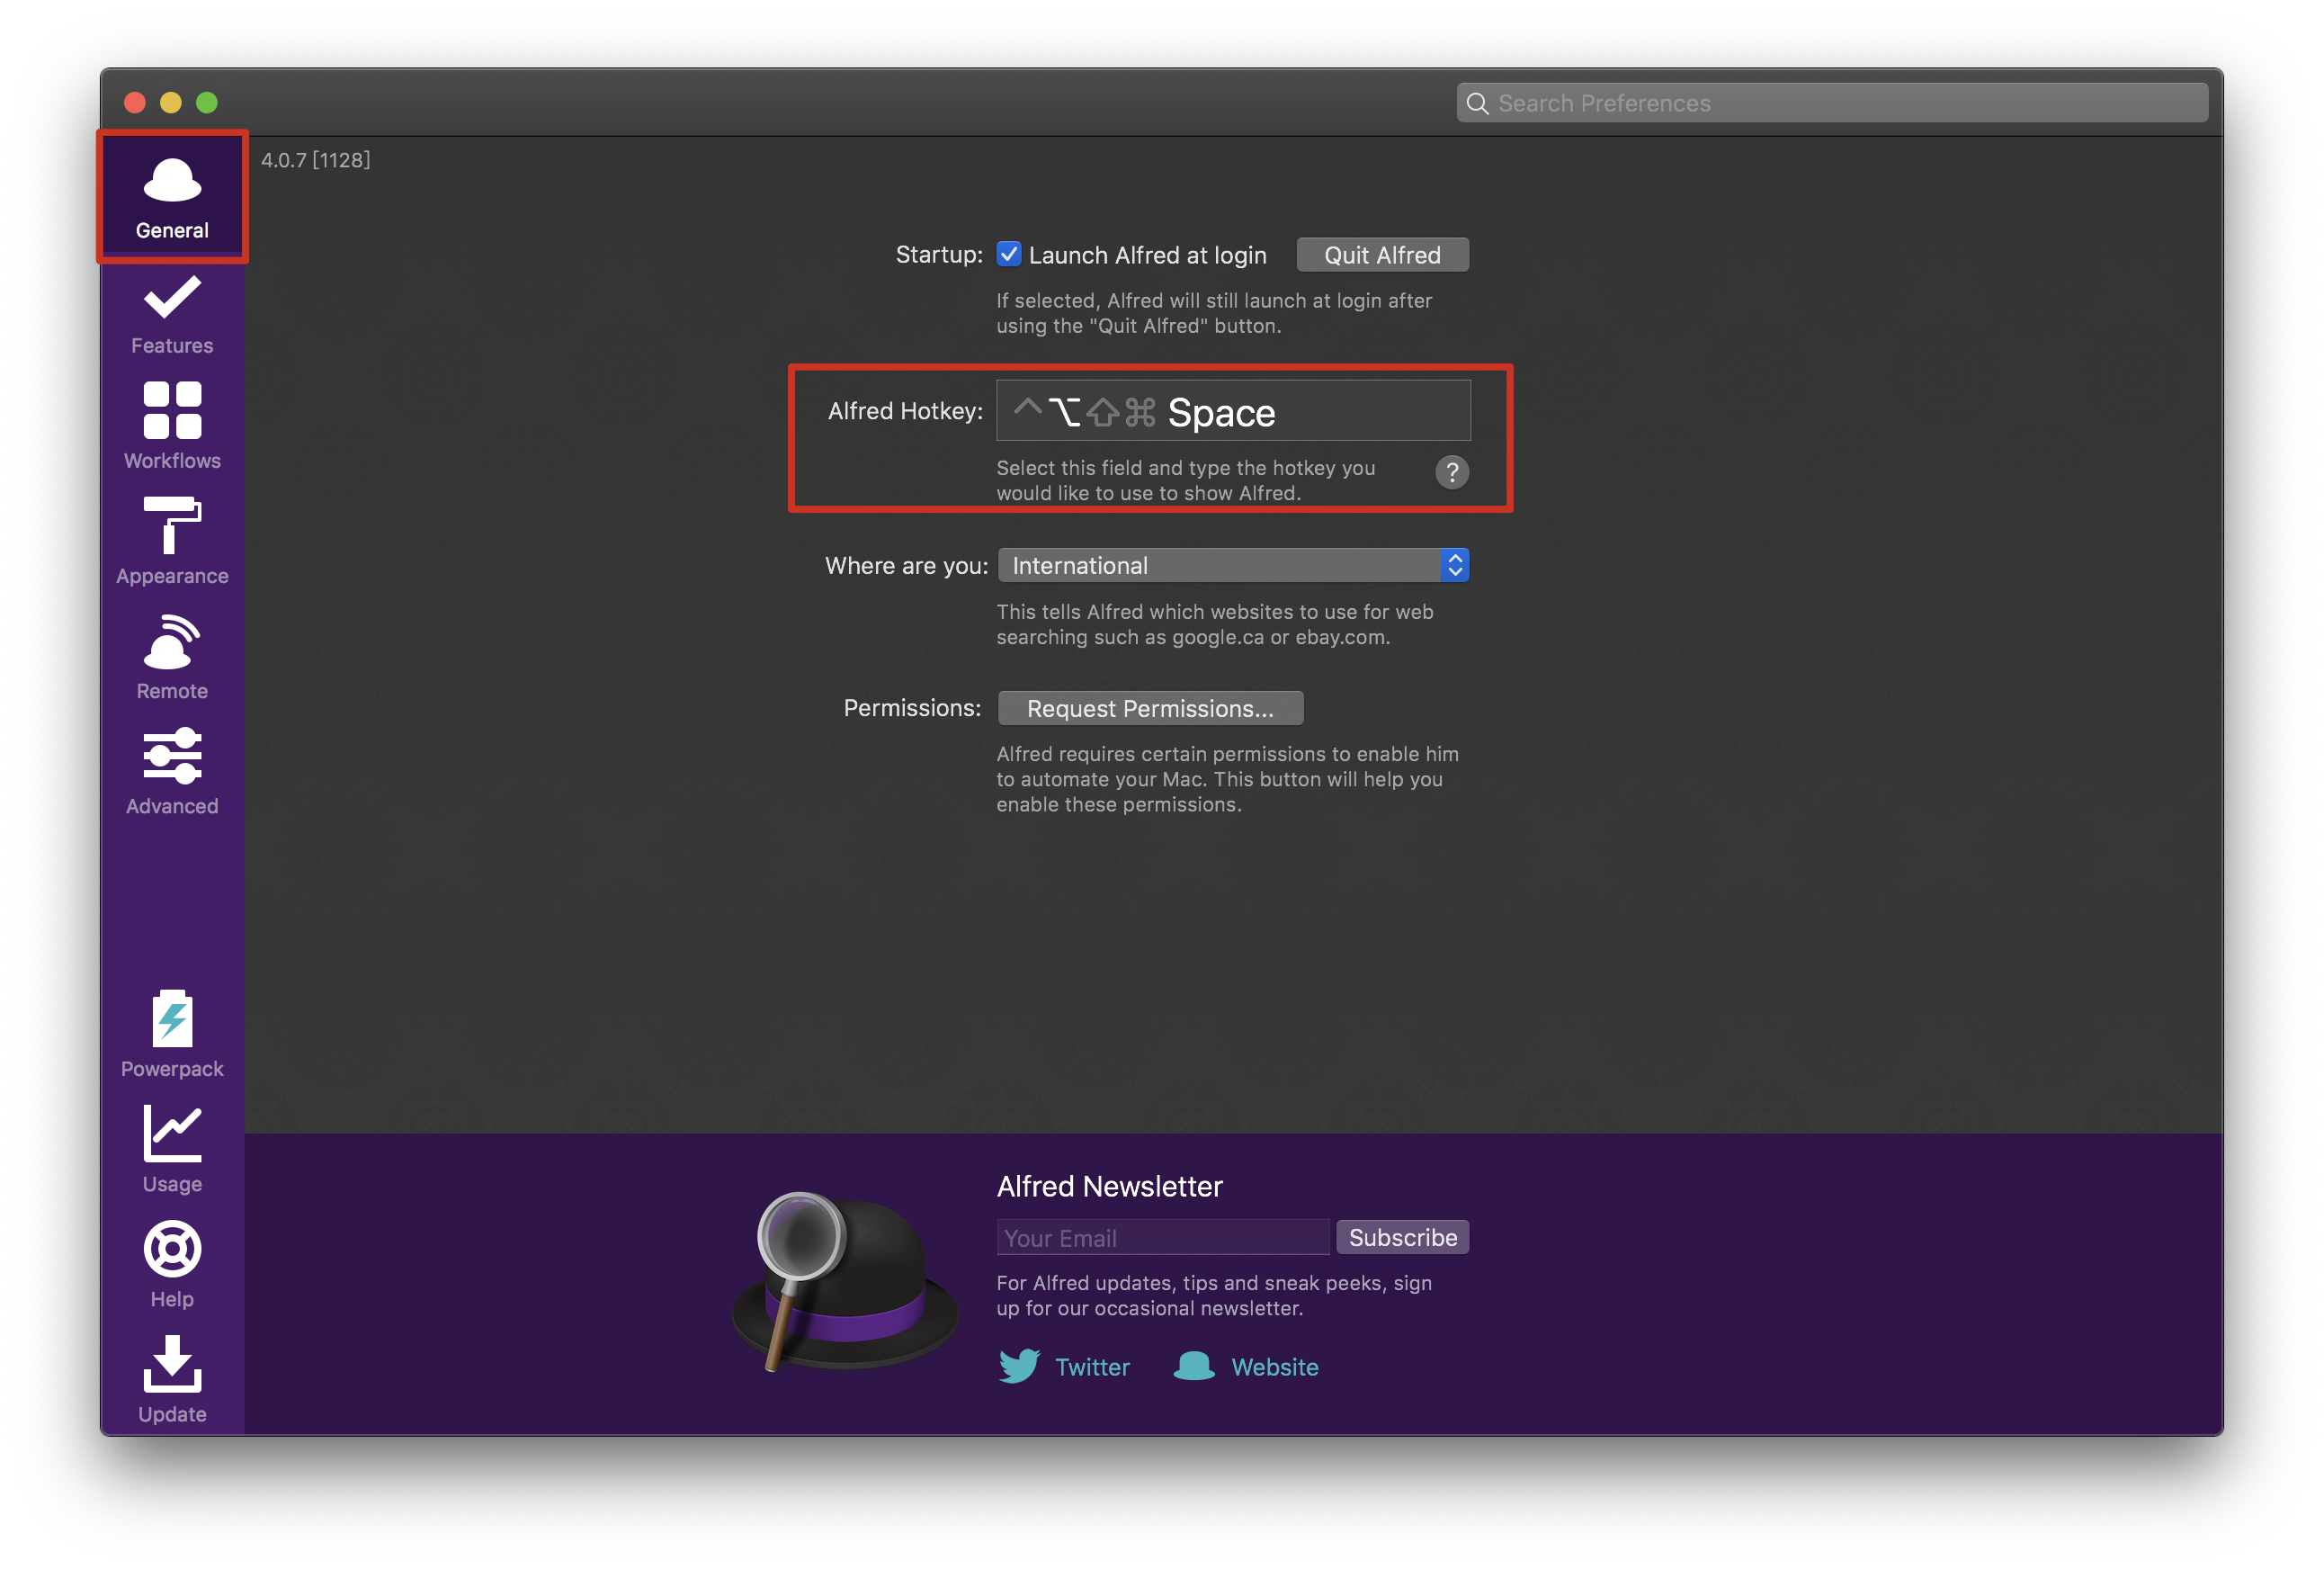 Search Preferences
4.0.7 [1128]
General
Features
Workflows
Appearance
Remote
Advanced
Powerpack
Usage
Help
Update
Startup: Launch Alfred at login Quit Alfred
If selected, Alfred will still launch at login after
using the "Quit Alfred" button.
Alfred Hotkey: ^⌥⇧⌘ Space
Select this field and type the hotkey you
would like to use to show Alfred.
?
Where are you: International
This tells Alfred which websites to use for web
searching such as google.ca or ebay.com.
Permissions: Request Permissions...
Alfred requires certain permissions to enable him
to automate your Mac. This button will help you
enable these permissions.
Alfred Newsletter
Your Email Subscribe
For Alfred updates, tips and sneak peeks, sign
up for our occasional newsletter.
Twitter Website